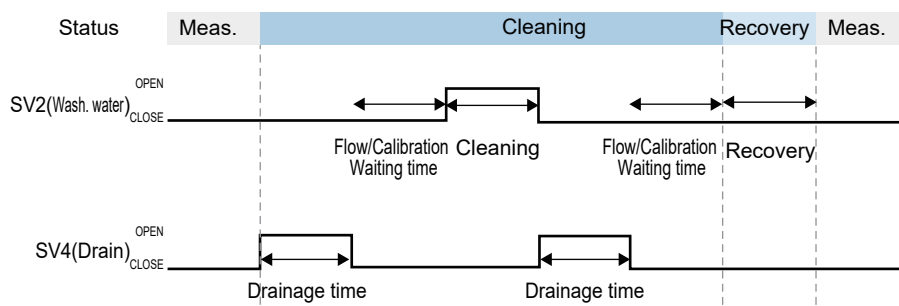 Status Meas. Cleaning Recovery Meas.
OPEN
SV2(Wash. water)
CLOSE
Flow/Calibration Cleaning Flow/Calibration Recovery
Waiting time Waiting time
OPEN
SV4(Drain)
CLOSE
Drainage time Drainage time